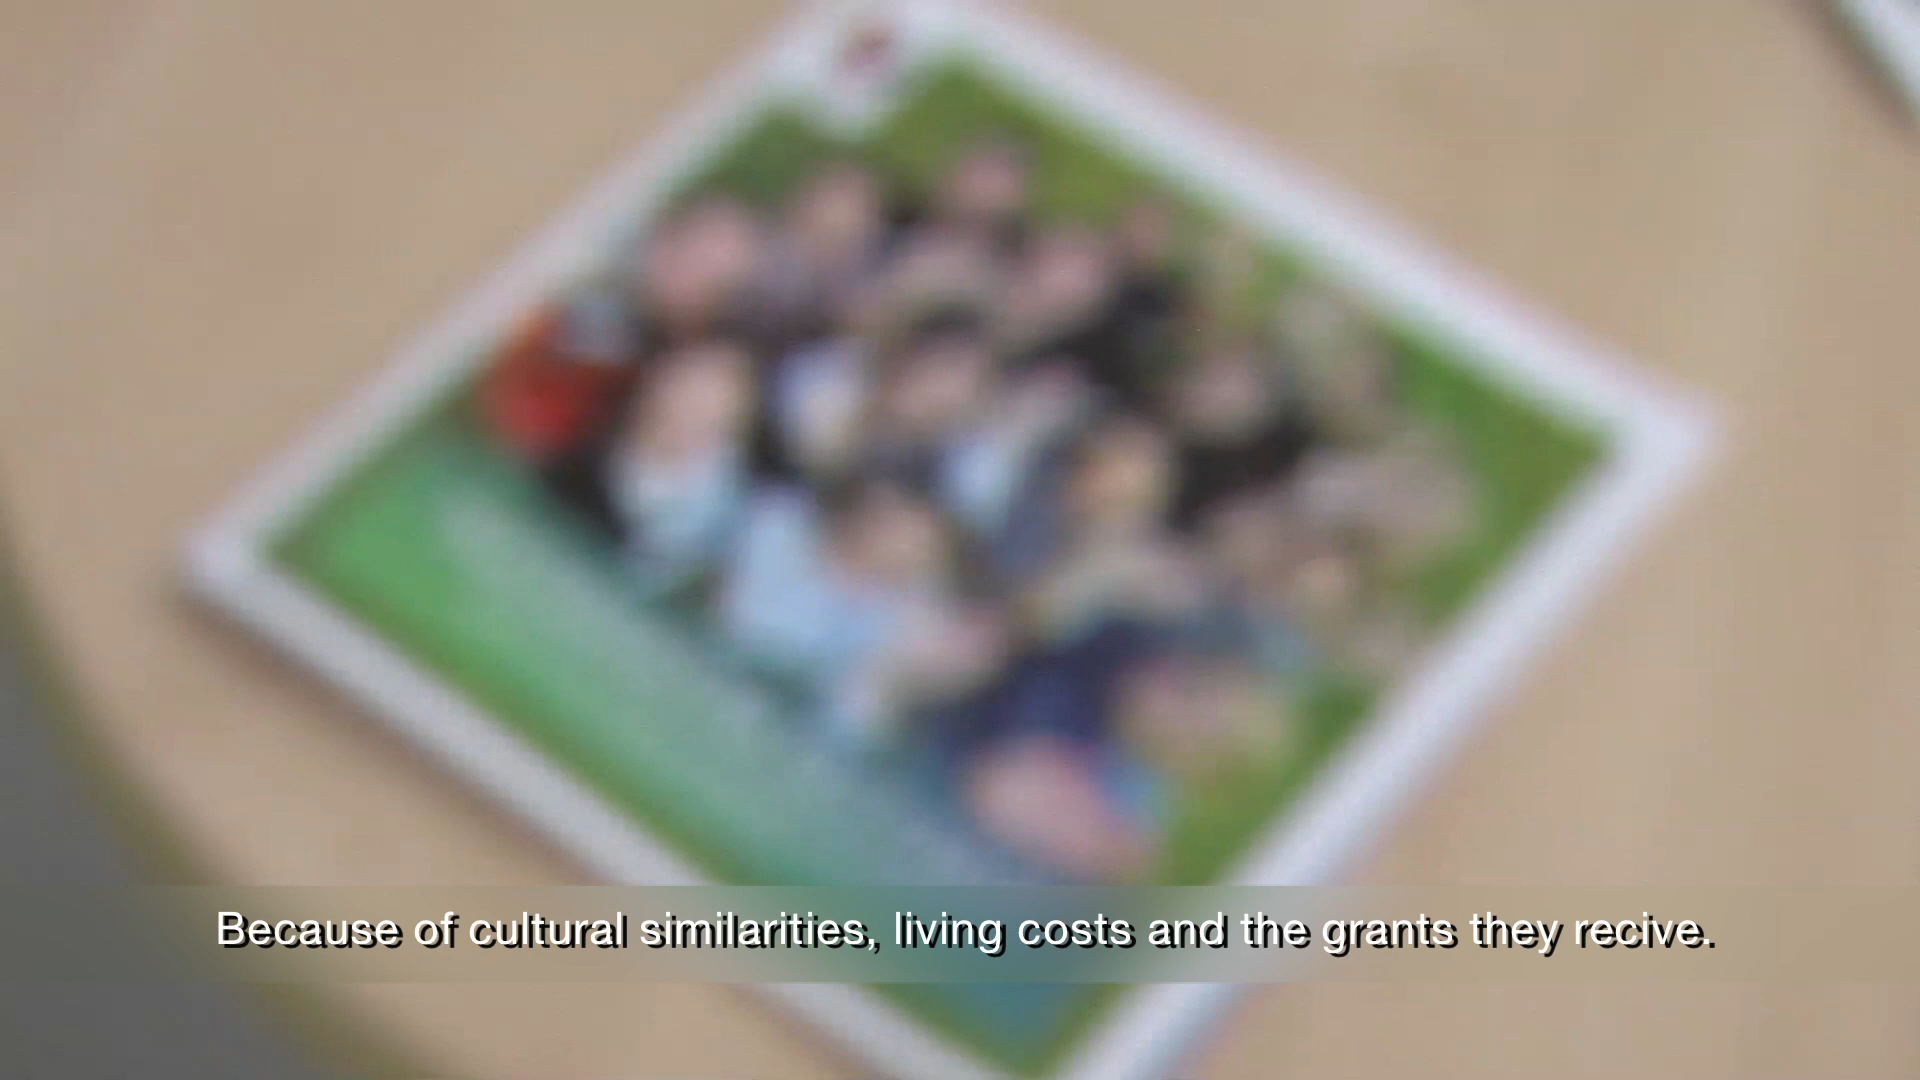 Because of cultural similarities, living costs and the grants they recive.